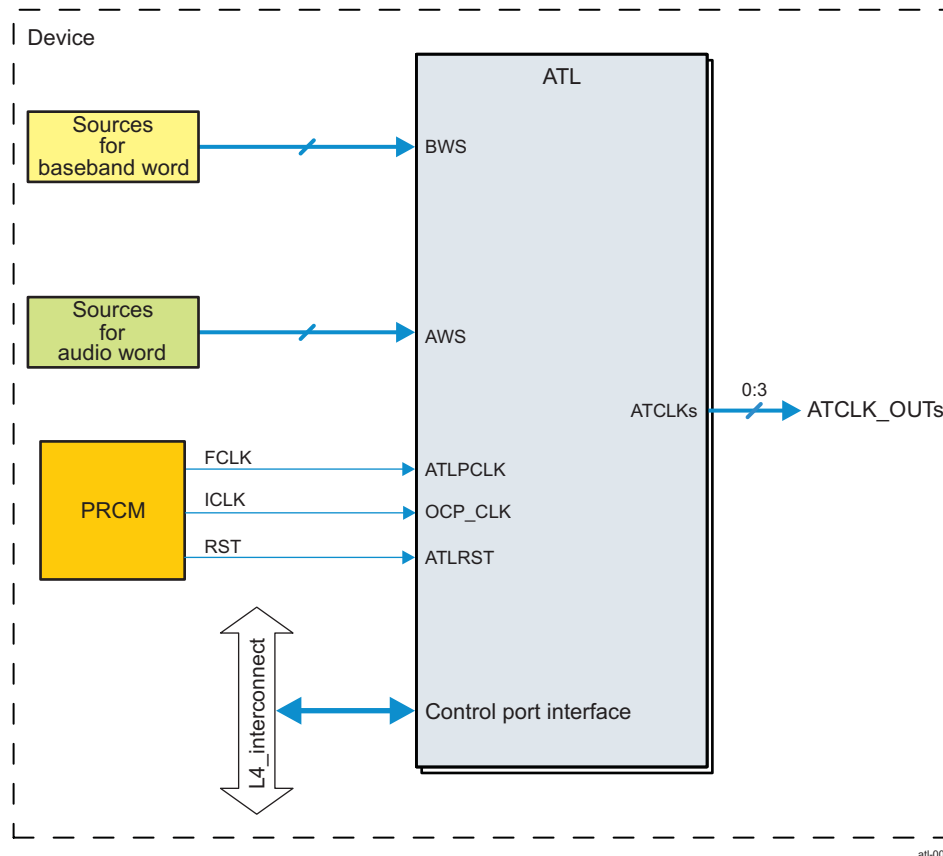 Device
ATL
Sources
for
baseband word
BWS
Sources
for
audio word
AWS
0:3
ATCLKs
ATCLK_OUTs
PRCM
FCLK
ATLPCLK
ICLK
OCP_CLK
RST
ATLRST
L4_interconnect
Control port interface